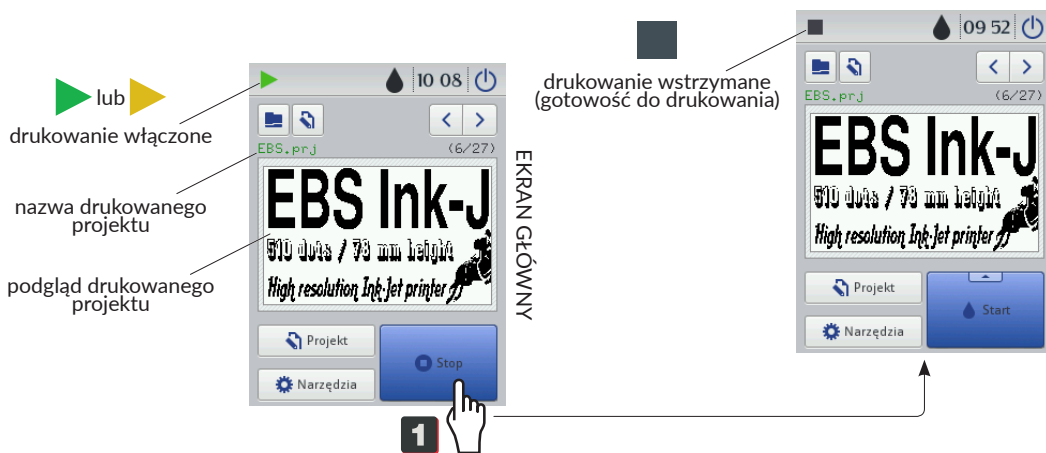 lub
drukowanie włączone
nazwa drukowanego
projektu
podgląd drukowanego
projektu
10 08
EBS.prj (6/27)
EBS Ink-J
510 dots / 73 mm height
High resolution Ink-Jet printer
Projekt
Narzędzia
Stop
1
EKRAN GŁÓWNY
drukowanie wstrzymane
(gotowość do drukowania)
09 52
EBS.prj (6/27)
EBS Ink-J
510 dots / 73 mm height
High resolution Ink-Jet printer
Projekt
Narzędzia
Start